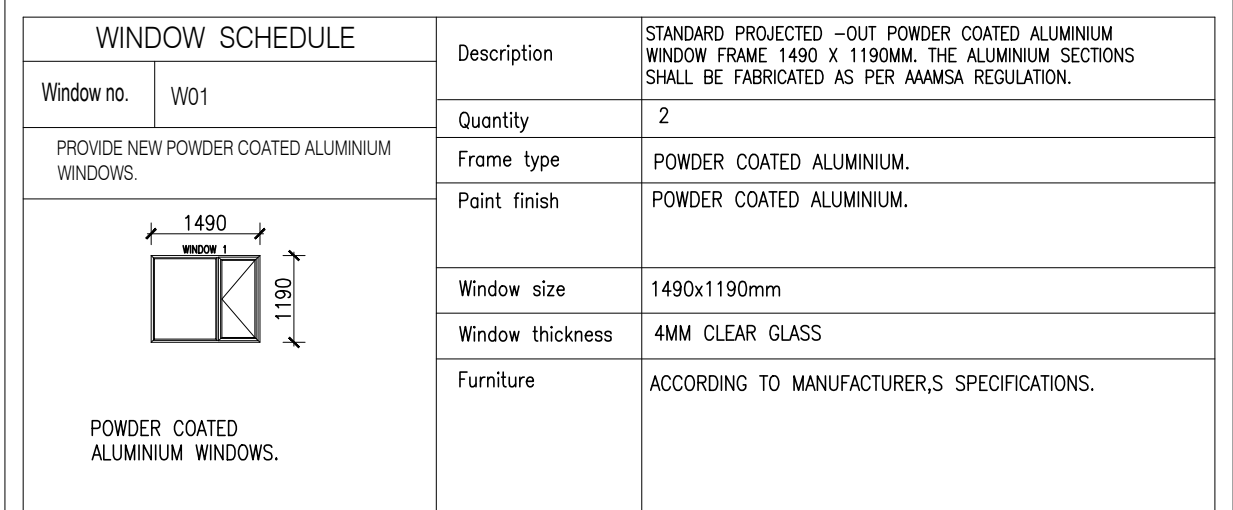 WINDOW SCHEDULE
Window no.
W01
PROVIDE NEW POWDER COATED ALUMINIUM
WINDOWS.
1490
WINDOW 1
1190
POWDER COATED
ALUMINIUM WINDOWS.
Description
STANDARD PROJECTED -OUT POWDER COATED ALUMINIUM
WINDOW FRAME 1490 X 1190MM. THE ALUMINIUM SECTIONS
SHALL BE FABRICATED AS PER AAAMSA REGULATION.
Quantity
2
Frame type
POWDER COATED ALUMINIUM.
Paint finish
POWDER COATED ALUMINIUM.
Window size
1490x1190mm
Window thickness
4MM CLEAR GLASS
Furniture
ACCORDING TO MANUFACTURER,S SPECIFICATIONS.